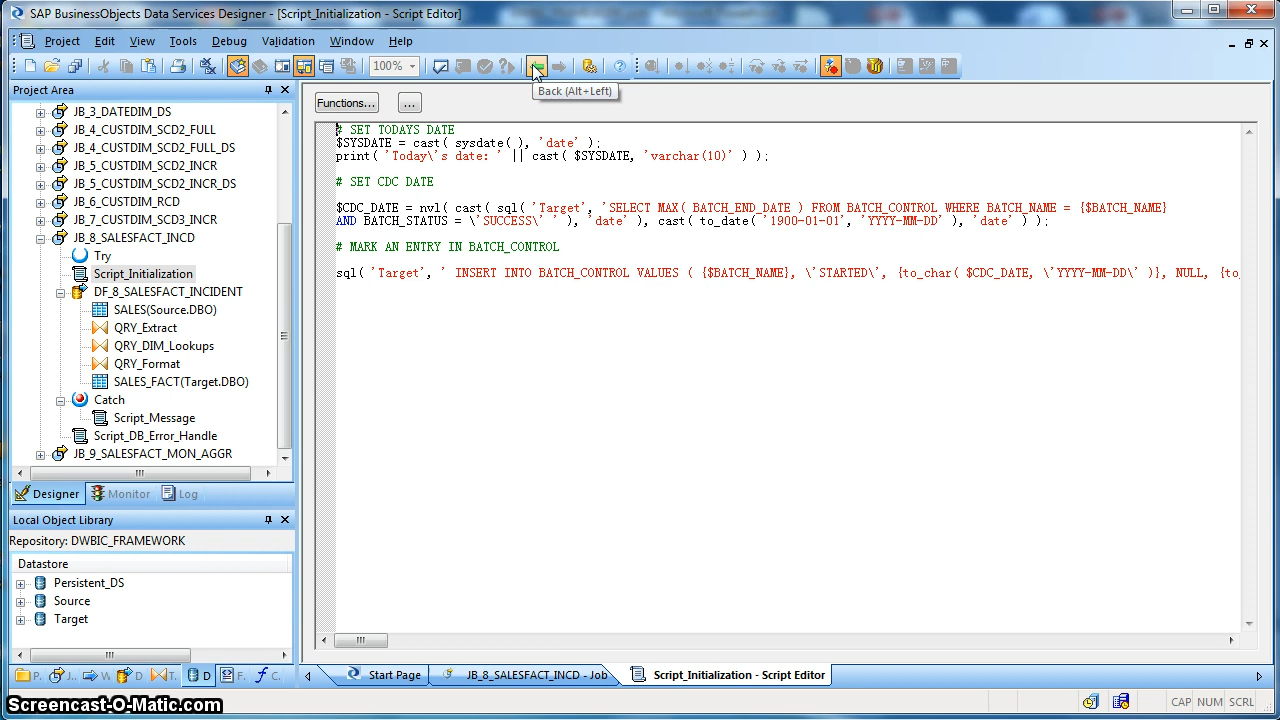 SAP BusinessObjects Data Services Designer - [Script_Initialization - Script Editor]
Project Edit View Tools Debug Validation Window Help
100%
Back (Alt+Left)
Project Area
JB_3_DATEDIM_DS
JB_4_CUSTDIM_SCD2_FULL
JB_4_CUSTDIM_SCD2_FULL_DS
JB_5_CUSTDIM_SCD2_INCR
JB_5_CUSTDIM_SCD2_INCR_DS
JB_6_CUSTDIM_RCD
JB_7_CUSTDIM_SCD3_INCR
JB_8_SALESFACT_INCD
Try
Script_Initialization
DF_8_SALESFACT_INCIDENT
SALES(Source.DBO)
QRY_Extract
QRY_DIM_Lookups
QRY_Format
SALES_FACT(Target.DBO)
Catch
Script_Message
Script_DB_Error_Handle
JB_9_SALESFACT_MON_AGGR
Designer Monitor Log
Local Object Library
Repository: DWBIC_FRAMEWORK
Datastore
Persistent_DS
Source
Target
P. J.. W D T. D F. C.
Functions... ...
# SET TODAYS DATE
$SYSDATE = cast( sysdate( ), 'date' );
print( 'Today\'s date: ' || cast( $SYSDATE, 'varchar(10)' ) );
# SET CDC DATE
$CDC_DATE = nvl( cast( sql( 'Target', 'SELECT MAX( BATCH_END_DATE ) FROM BATCH_CONTROL WHERE BATCH_NAME = {$BATCH_NAME}
AND BATCH_STATUS = \'SUCCESS\' ' ), 'date' ), cast( to_date( '1900-01-01', 'YYYY-MM-DD' ), 'date' ) );
# MARK AN ENTRY IN BATCH_CONTROL
sql( 'Target', ' INSERT INTO BATCH_CONTROL VALUES ( {$BATCH_NAME}, \'STARTED\', {to_char( $CDC_DATE, \'YYYY-MM-DD\' )}, NULL, {to_
Start Page JB_8_SALESFACT_INCD - Job Script_Initialization - Script Editor
CAP NUM SCRL
Screencast-O-Matic.com